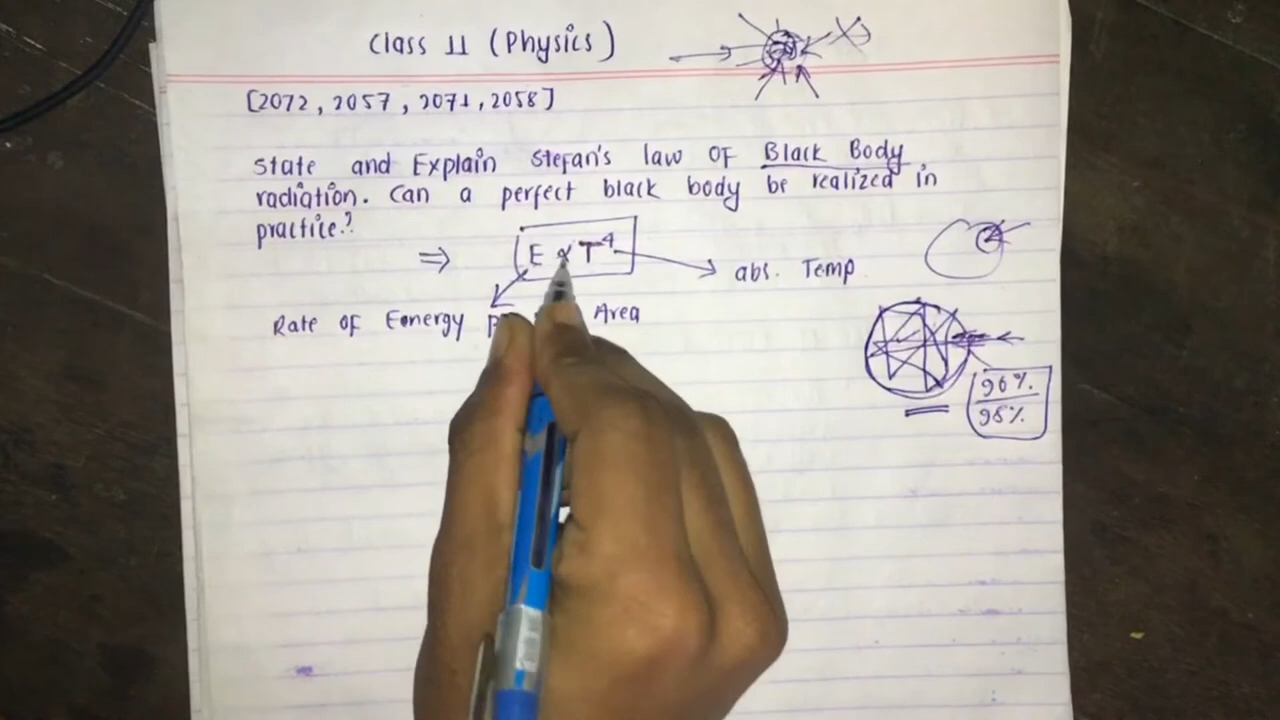 Class 11 (Physics)
[2072, 2057, 2071, 2058]
State and Explain Stefan's law OF Black Body
radiation. Can a perfect black body be realized in
practice.?
⇒ E ∝ T⁴
abs. Temp
Rate of Eenergy Area
96%.
98%